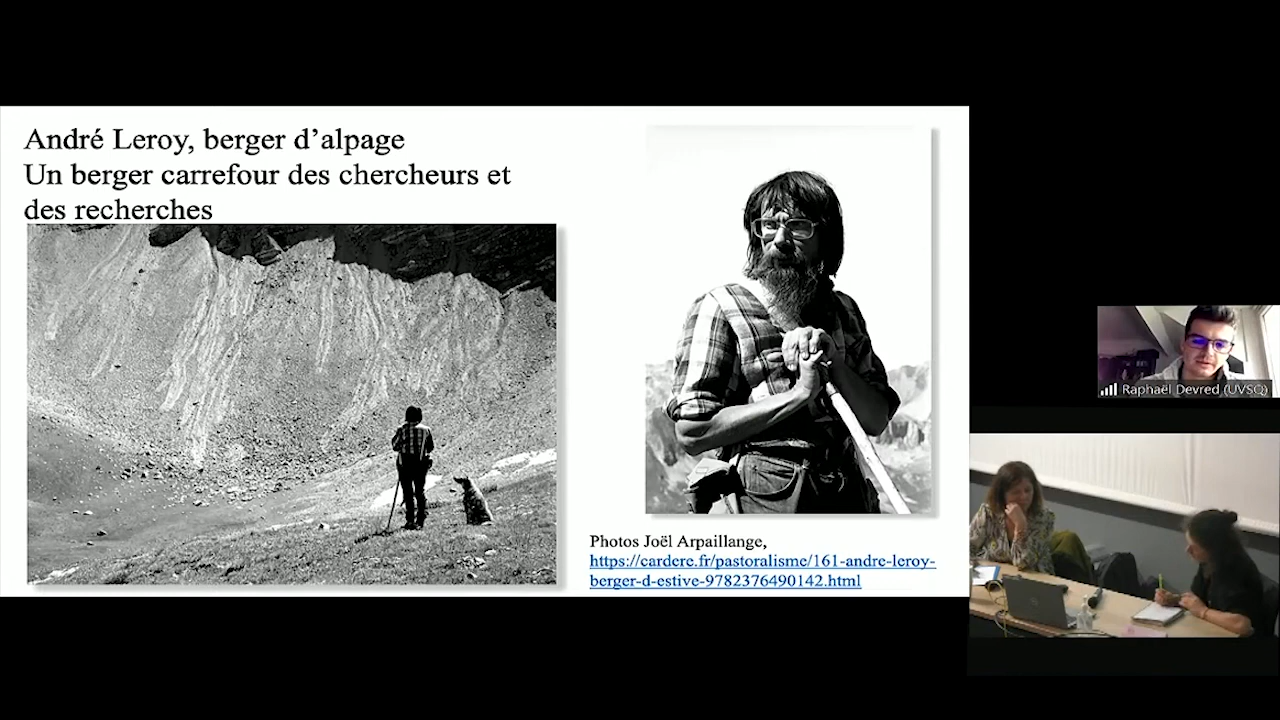 André Leroy, berger d’alpage
Un berger carrefour des chercheurs et
des recherches
Photos Joël Arpaillange,
https://cardere.fr/pastoralisme/161-andre-leroy-
berger-d-estive-9782376490142.html
Raphaël Devred (UVSQ)